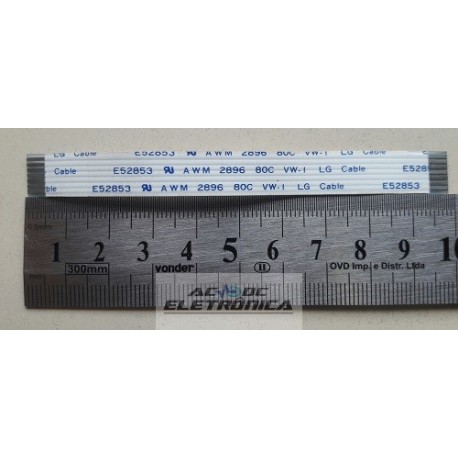 LG Cable E52853 AWM 2896 80C VW-1 LG Cable
Cable E52853 AWM 2896 80C VW-1 LG Cable E52
ble E52853 AWM 2896 80C VW-1 LG Cable E52853
1 2 3 4 5 6 7 8 9 10
300mm vonder OVD Imp. e Distr. Ltda
AC DC
ELETRÔNICA